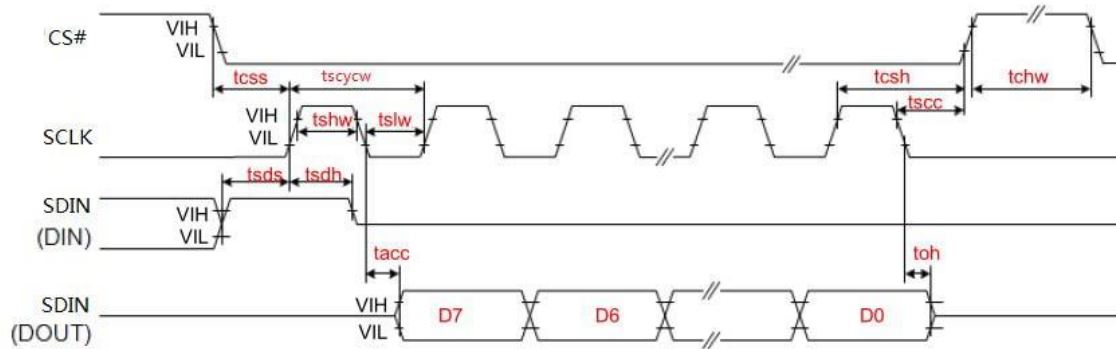 CS#
VIH
VIL
tcss
tscycw
tcsh
tchw
tscc
SCLK
VIH
VIL
tshw
tslw
tsds
tsdh
SDIN
(DIN)
VIH
VIL
tacc
toh
SDIN
(DOUT)
VIH
VIL
D7
D6
D0